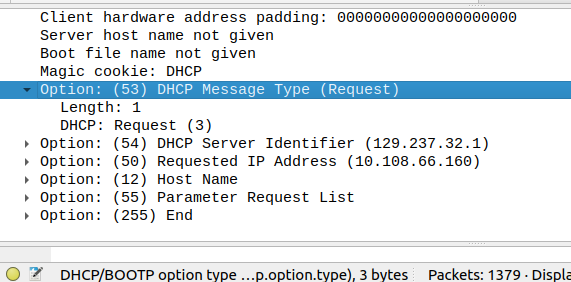 Client hardware address padding: 00000000000000000000
Server host name not given
Boot file name not given
Magic cookie: DHCP
Option: (53) DHCP Message Type (Request)
Length: 1
DHCP: Request (3)
Option: (54) DHCP Server Identifier (129.237.32.1)
Option: (50) Requested IP Address (10.108.66.160)
Option: (12) Host Name
Option: (55) Parameter Request List
Option: (255) End
DHCP/BOOTP option type …p.option.type), 3 bytes Packets: 1379 · Displa